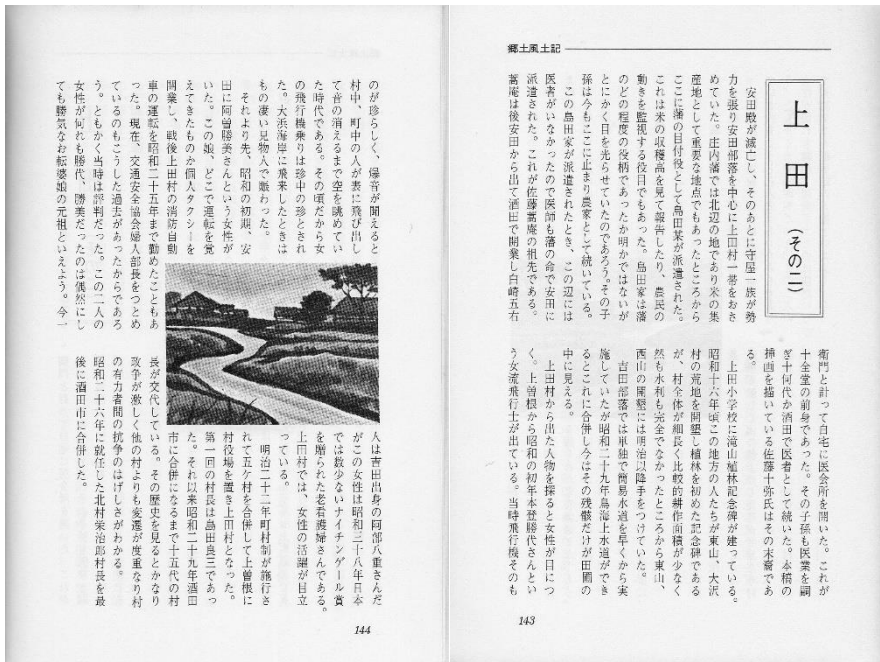 郷土風土記
上田
(その二)
安田殿が滅亡し、そのあとに守屋一族が勢
力を張り安田部落を中心に上田村一帯をおさ
めていた。庄内藩では北辺の地であり米の集
産地として重要な地点でもあったところから
ここに藩の目付役として島田某が派遣された。
これは米の収穫高を見て報告したり、農民の
動きを監視する役目でもあった。島田家は藩
のどの程度の役柄であったか明かではないが
とにかく目を光らせていたのであろう。その子
孫は今もここに止まり農家として続いている。
この島田家が派遣されたとき、この辺には
医者がいなかったので医師も藩の命で安田に
派遣された。これが佐藤藁庵の祖先である。
藁庵は後安田から出て酒田で開業し白崎五右
衛門と計って自宅に医会所を開いた。これが
十全堂の前身であった。その子孫も医業を嗣
ぎ十何代か酒田で医者として続いた。本稿の
挿画を描いている佐藤十弥氏はその末裔であ
る。
上田小学校に滝山植林記念碑が建っている。
昭和十六年頃この地方の人たちが東山、大沢
村の荒地を開墾し植林を初めた記念碑である
が、村全体が細長く比較的耕作面積が少なく
然も水利も完全でなかったところから東山、
西山の開墾には明治以降手をつけていた。
吉田部落では単独で簡易水道を早くから実
施していたが昭和二十九年鳥海上水道ができ
るとこれに合併し今はその残骸だけが田圃の
中に見える。
上田村から出た人物を探ると女性が目につ
く。上曽根から昭和の初年本登勝代さんとい
う女流飛行士が出ている。当時飛行機そのも
143
のが珍らしく、爆音が聞えると
村中、町中の人が表に飛び出し
て音の消えるまで空を眺めてい
た時代である。その頃だから女
の飛行機乗りは珍中の珍とされ
た。大浜海岸に飛来したときは
もの凄い見物人で賑わった。
それより先、昭和の初期、安
田に阿曽勝美さんという女性が
いた。この娘、どこで運転を覚
えてきたものか個人タクシーを
開業し、戦後上田村の消防自動
車の運転を昭和二十五年まで勤めたこともあ
った。現在、交通安全協会婦人部長をつとめ
ているのもこうした過去があったからであろ
う。ともかく当時は評判だった。この二人の
女性が何れも勝代、勝美だったのは偶然にし
ても勝気なお転婆娘の元祖といえよう。今一
人は吉田出身の阿部八重さんだ
がこの女性は昭和三十八年日本
では数少ないナイチンゲール賞
を贈られた老看護婦さんである。
上田村では、女性の活躍が目立
っている。
明治二十二年町村制が施行さ
れて五ケ村を合併して上曽根に
村役場を置き上田村となった。
第一回の村長は島田良三であっ
た。それ以来昭和二十九年酒田
市に合併になるまで十五代の村
長が交代している。その歴史を見るとかなり
政争が激しく他の村よりも変遷が度重なり村
の有力者間の抗争のはげしさがわかる。
昭和二十六年に就任した北村栄治郎村長を最
後に酒田市に合併した。
144